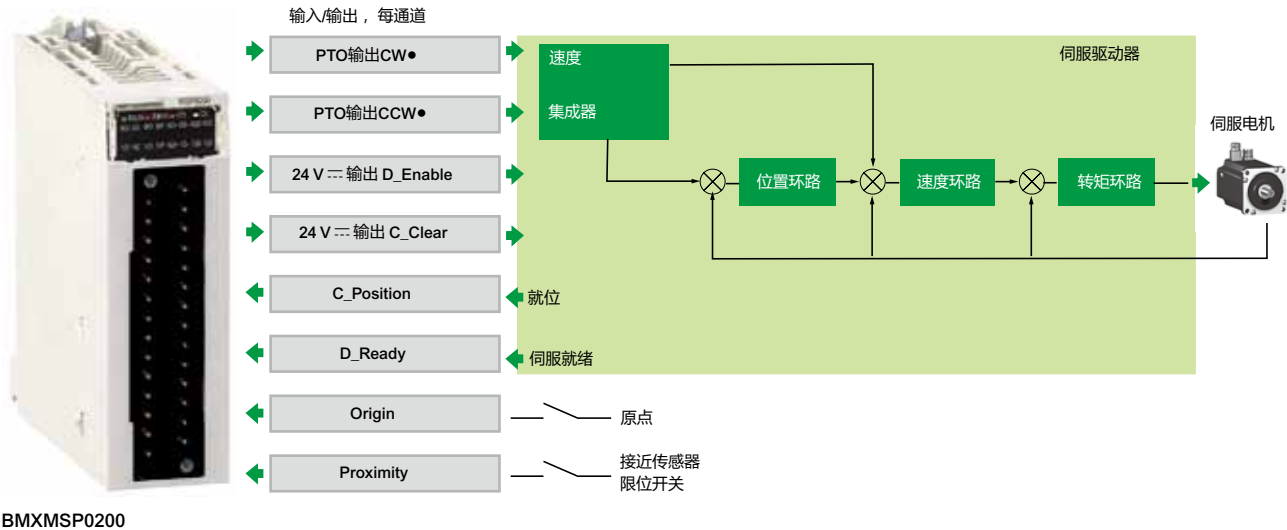 输入/输出，每通道
PTO输出CW●
PTO输出CCW●
24 V ⎓ 输出 D_Enable
24 V ⎓ 输出 C_Clear
C_Position
D_Ready
Origin
Proximity
速度
集成器
伺服驱动器
位置环路
速度环路
转矩环路
伺服电机
就位
伺服就绪
原点
接近传感器
限位开关
BMXMSP0200